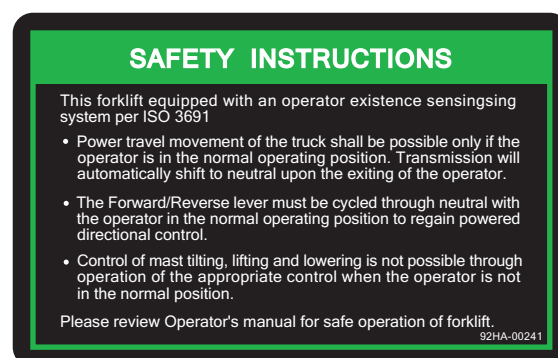 SAFETY INSTRUCTIONS
This forklift equipped with an operator existence sensingsing
system per ISO 3691
• Power travel movement of the truck shall be possible only if the
operator is in the normal operating position. Transmission will
automatically shift to neutral upon the exiting of the operator.
• The Forward/Reverse lever must be cycled through neutral with
the operator in the normal operating position to regain powered
directional control.
• Control of mast tilting, lifting and lowering is not possible through
operation of the appropriate control when the operator is not
in the normal position.
Please review Operator's manual for safe operation of forklift.
92HA-00241